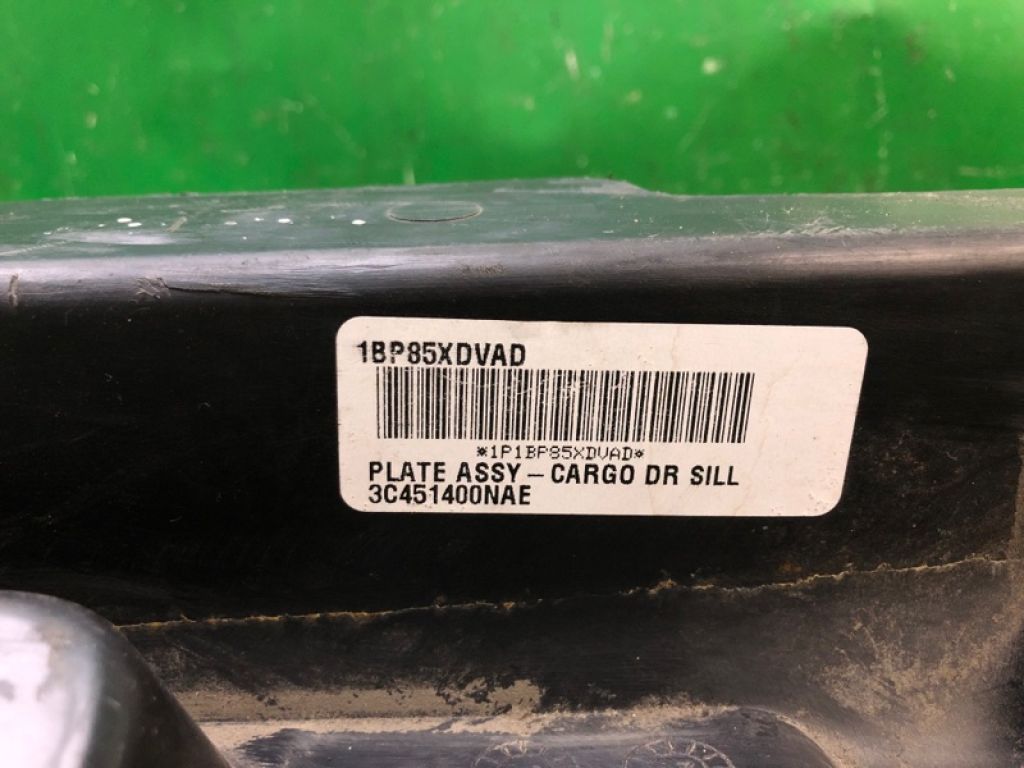 1BP85XDVAD
*1P1BP85XDVAD*
PLATE ASSY – CARGO DR SILL
3C451400NAE